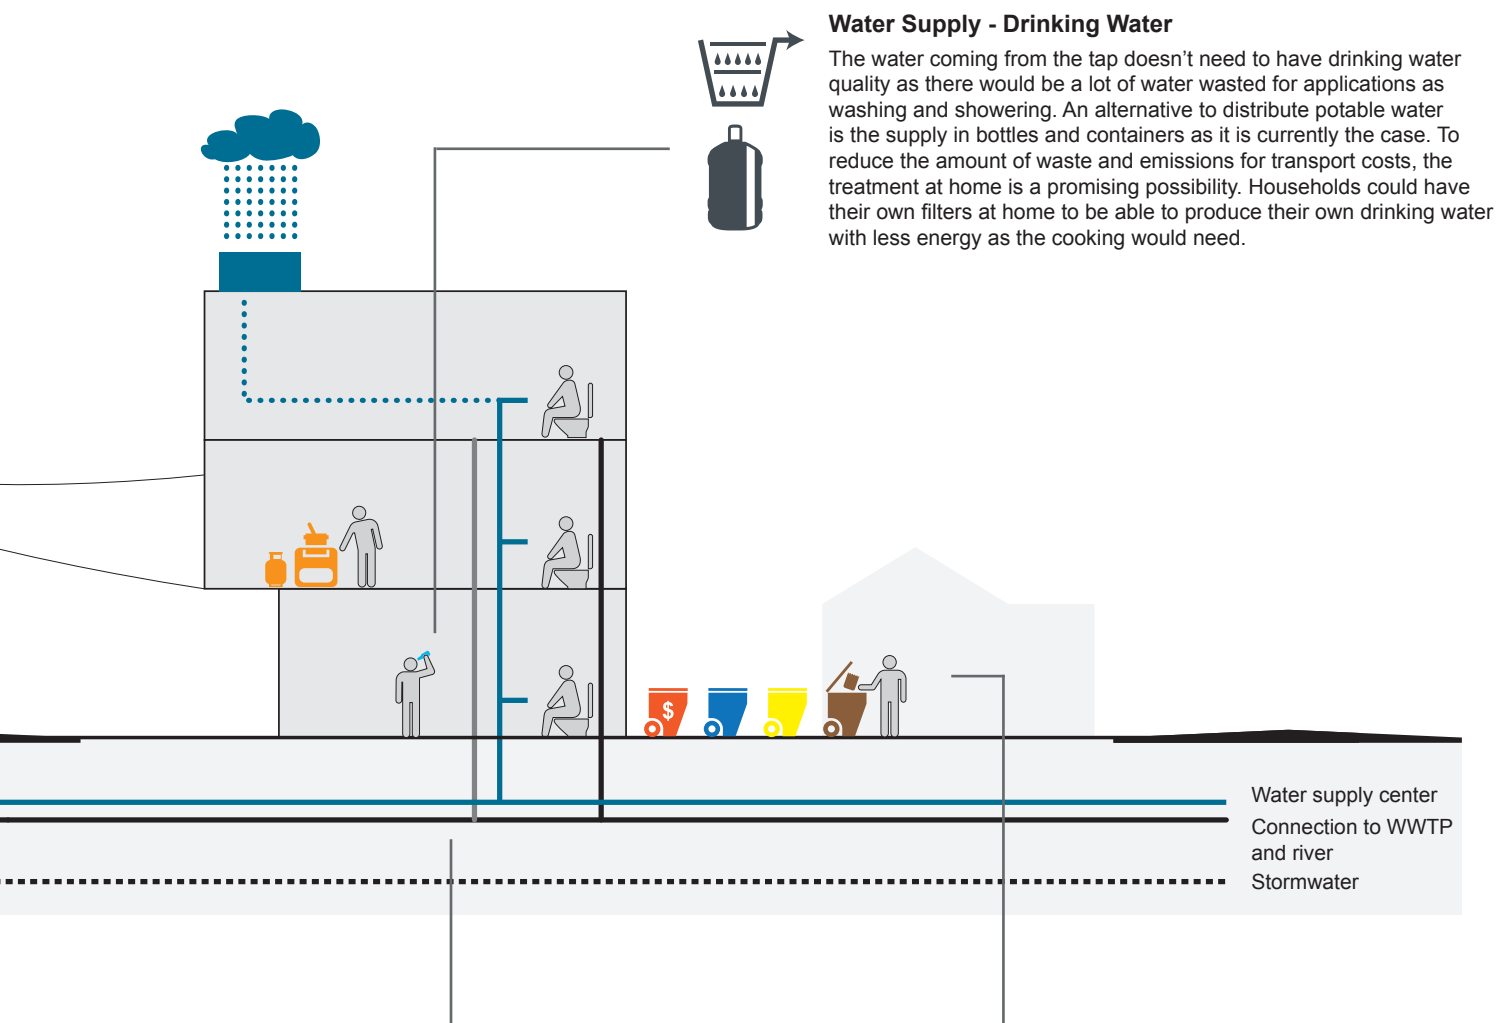 Water Supply - Drinking Water
The water coming from the tap doesn’t need to have drinking water
quality as there would be a lot of water wasted for applications as
washing and showering. An alternative to distribute potable water
is the supply in bottles and containers as it is currently the case. To
reduce the amount of waste and emissions for transport costs, the
treatment at home is a promising possibility. Households could have
their own filters at home to be able to produce their own drinking water
with less energy as the cooking would need.
$
Water supply center
Connection to WWTP
and river
Stormwater